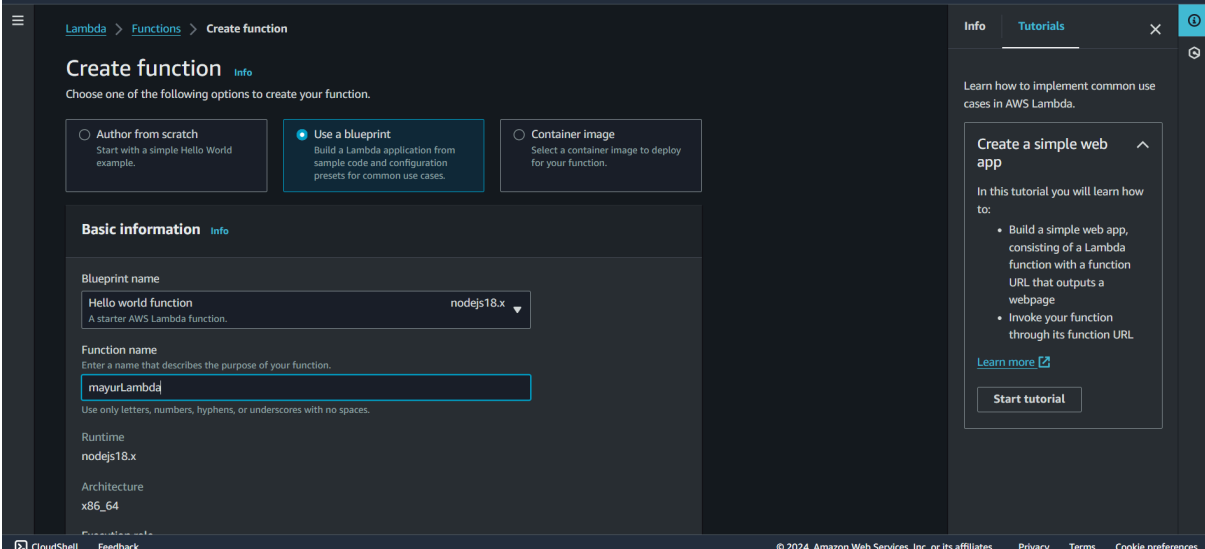 Lambda > Functions > Create function
Create function Info
Choose one of the following options to create your function.
Author from scratch
Start with a simple Hello World
example.
Use a blueprint
Build a Lambda application from
sample code and configuration
presets for common use cases.
Container image
Select a container image to deploy
for your function.
Basic information Info
Blueprint name
Hello world function nodejs18.x
A starter AWS Lambda function.
Function name
Enter a name that describes the purpose of your function.
mayurLambda
Use only letters, numbers, hyphens, or underscores with no spaces.
Runtime
nodejs18.x
Architecture
x86_64
Execution role
Info Tutorials
Learn how to implement common use
cases in AWS Lambda.
Create a simple web
app
In this tutorial you will learn how
to:
• Build a simple web app,
consisting of a Lambda
function with a function
URL that outputs a
webpage
• Invoke your function
through its function URL
Learn more
Start tutorial
CloudShell Feedback © 2024, Amazon Web Services, Inc. or its affiliates. Privacy Terms Cookie preferences